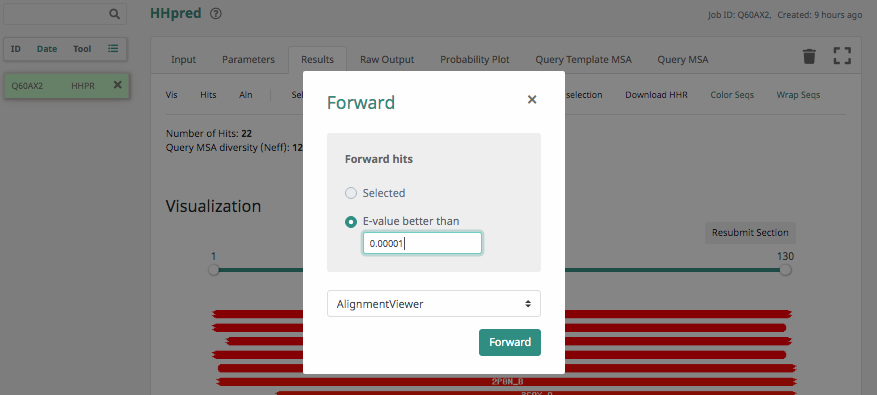 HHpred
Job ID: Q60AX2, Created: 9 hours ago
ID Date Tool
Q60AX2 HHPR
Input Parameters Results Raw Output Probability Plot Query Template MSA Query MSA
Vis Hits Aln Sel selection Download HHR Color Seqs Wrap Seqs
Number of Hits: 22
Query MSA diversity (Neff): 12
Visualization
Resubmit Section
1 130
2P8N_B
Forward
Forward hits
Selected
E-value better than
0.00001
AlignmentViewer
Forward